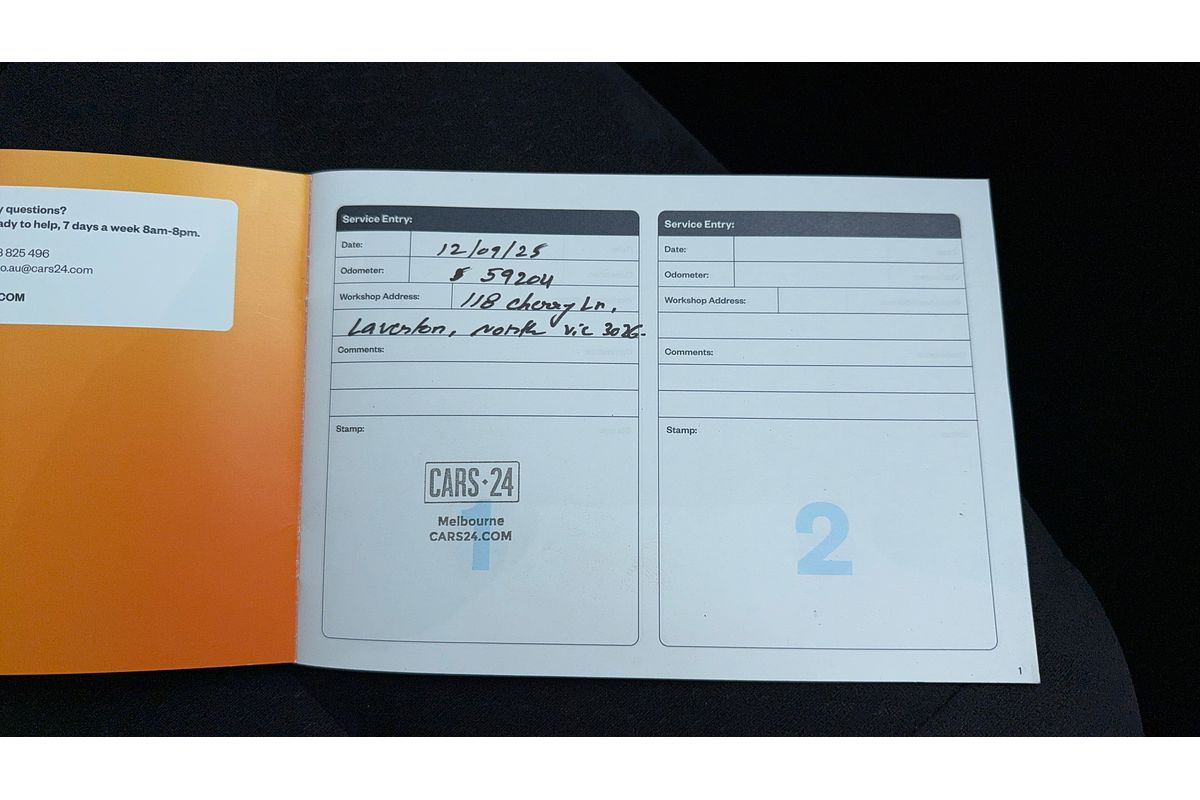 y questions?
ady to help, 7 days a week 8am-8pm.
3 825 496
o.au@cars24.com
COM
Service Entry:
Date: 12/09/25
Odometer: 59204
Workshop Address: 118 Cherry Ln,
Laverton, North Vic 3026.
Comments:
Stamp:
CARS·24
Melbourne
CARS24.COM
1
Service Entry:
Date:
Odometer:
Workshop Address:
Comments:
Stamp:
2
1